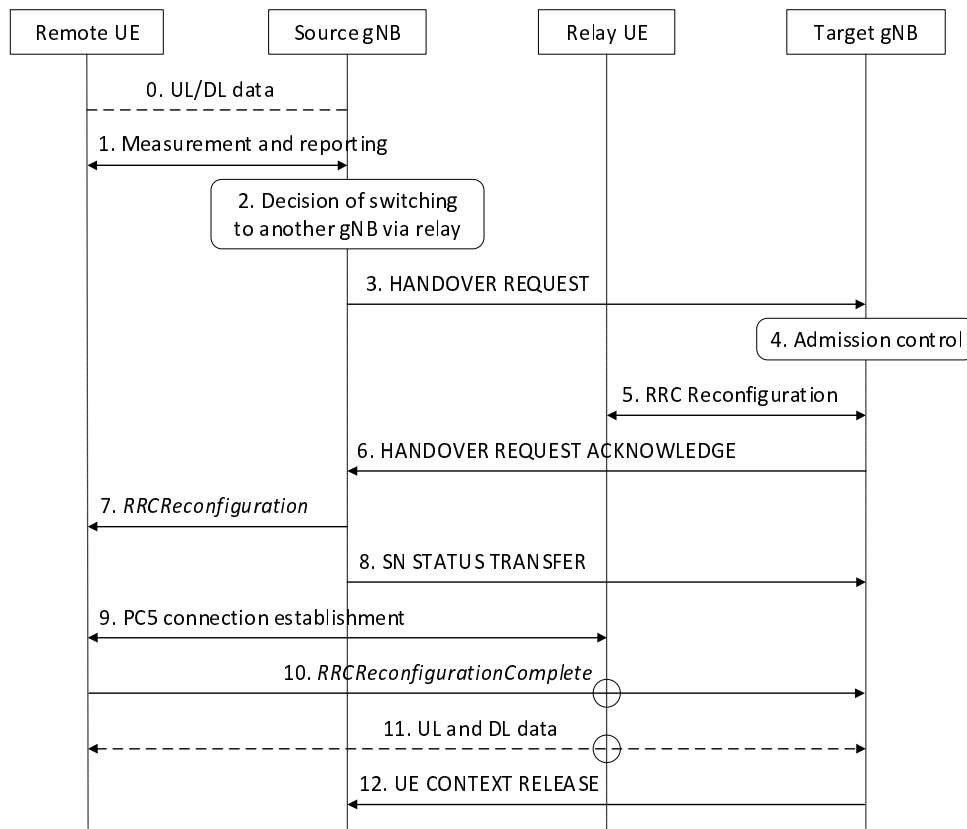 Remote UE
Source gNB
Relay UE
Target gNB
0. UL/DL data
1. Measurement and reporting
2. Decision of switching
to another gNB via relay
3. HANDOVER REQUEST
4. Admission control
5. RRC Reconfiguration
6. HANDOVER REQUEST ACKNOWLEDGE
7. RRCReconfiguration
8. SN STATUS TRANSFER
9. PC5 connection establishment
10. RRCReconfigurationComplete
11. UL and DL data
12. UE CONTEXT RELEASE